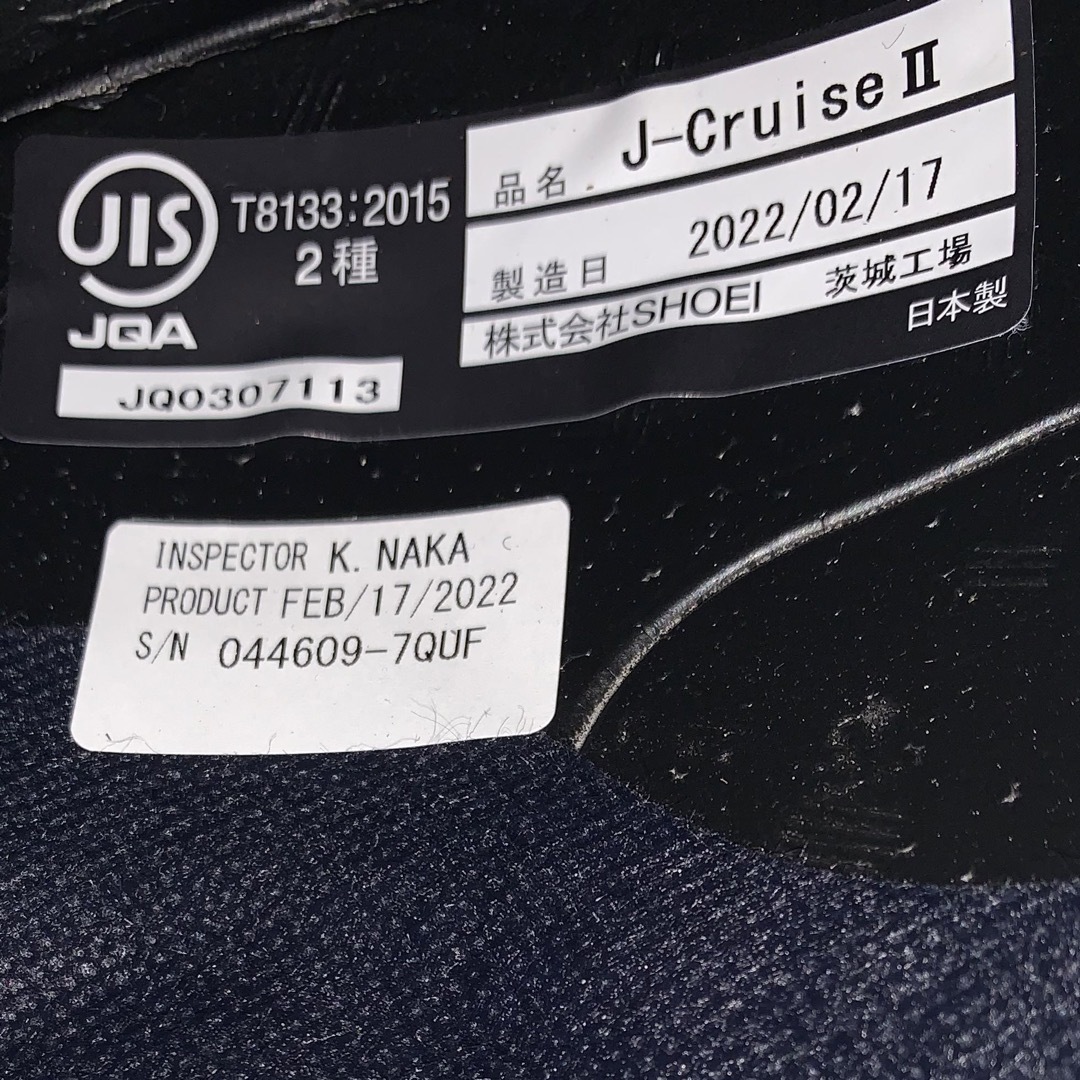 JIS
T8133:2015
2種
JQA
JQ0307113
品名 J-Cruise II
製造日 2022/02/17
株式会社SHOEI 茨城工場
日本製
INSPECTOR K. NAKA
PRODUCT FEB/17/2022
S/N 044609-7QUF